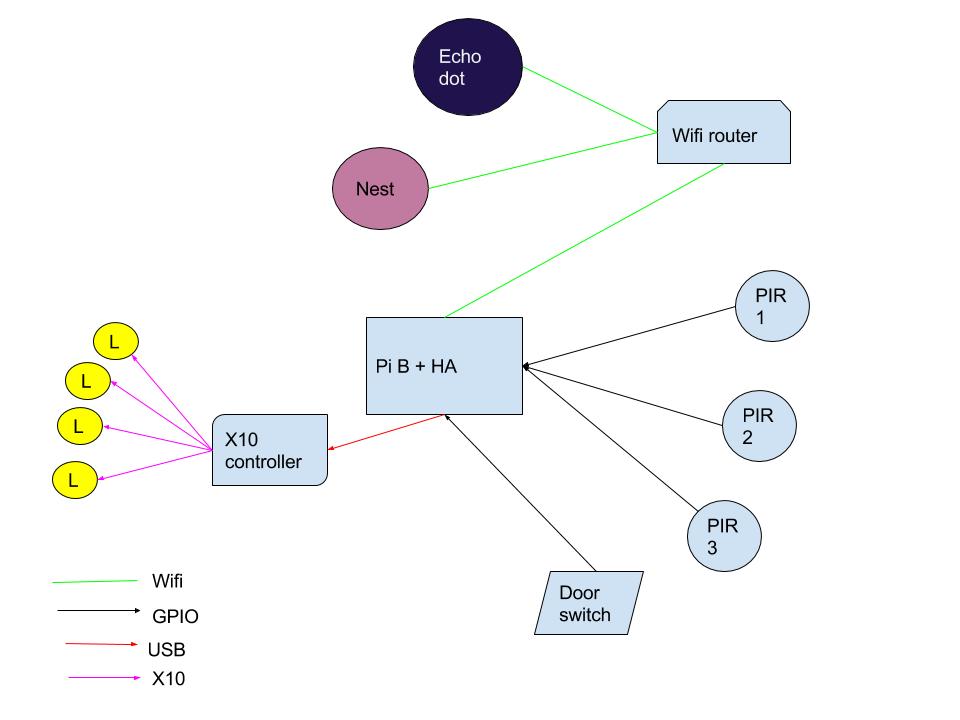 Echo
dot
Wifi router
Nest
PIR
1
L
Pi B + HA
L
L
PIR
2
X10
controller
L
PIR
3
Door
switch
Wifi
GPIO
USB
X10